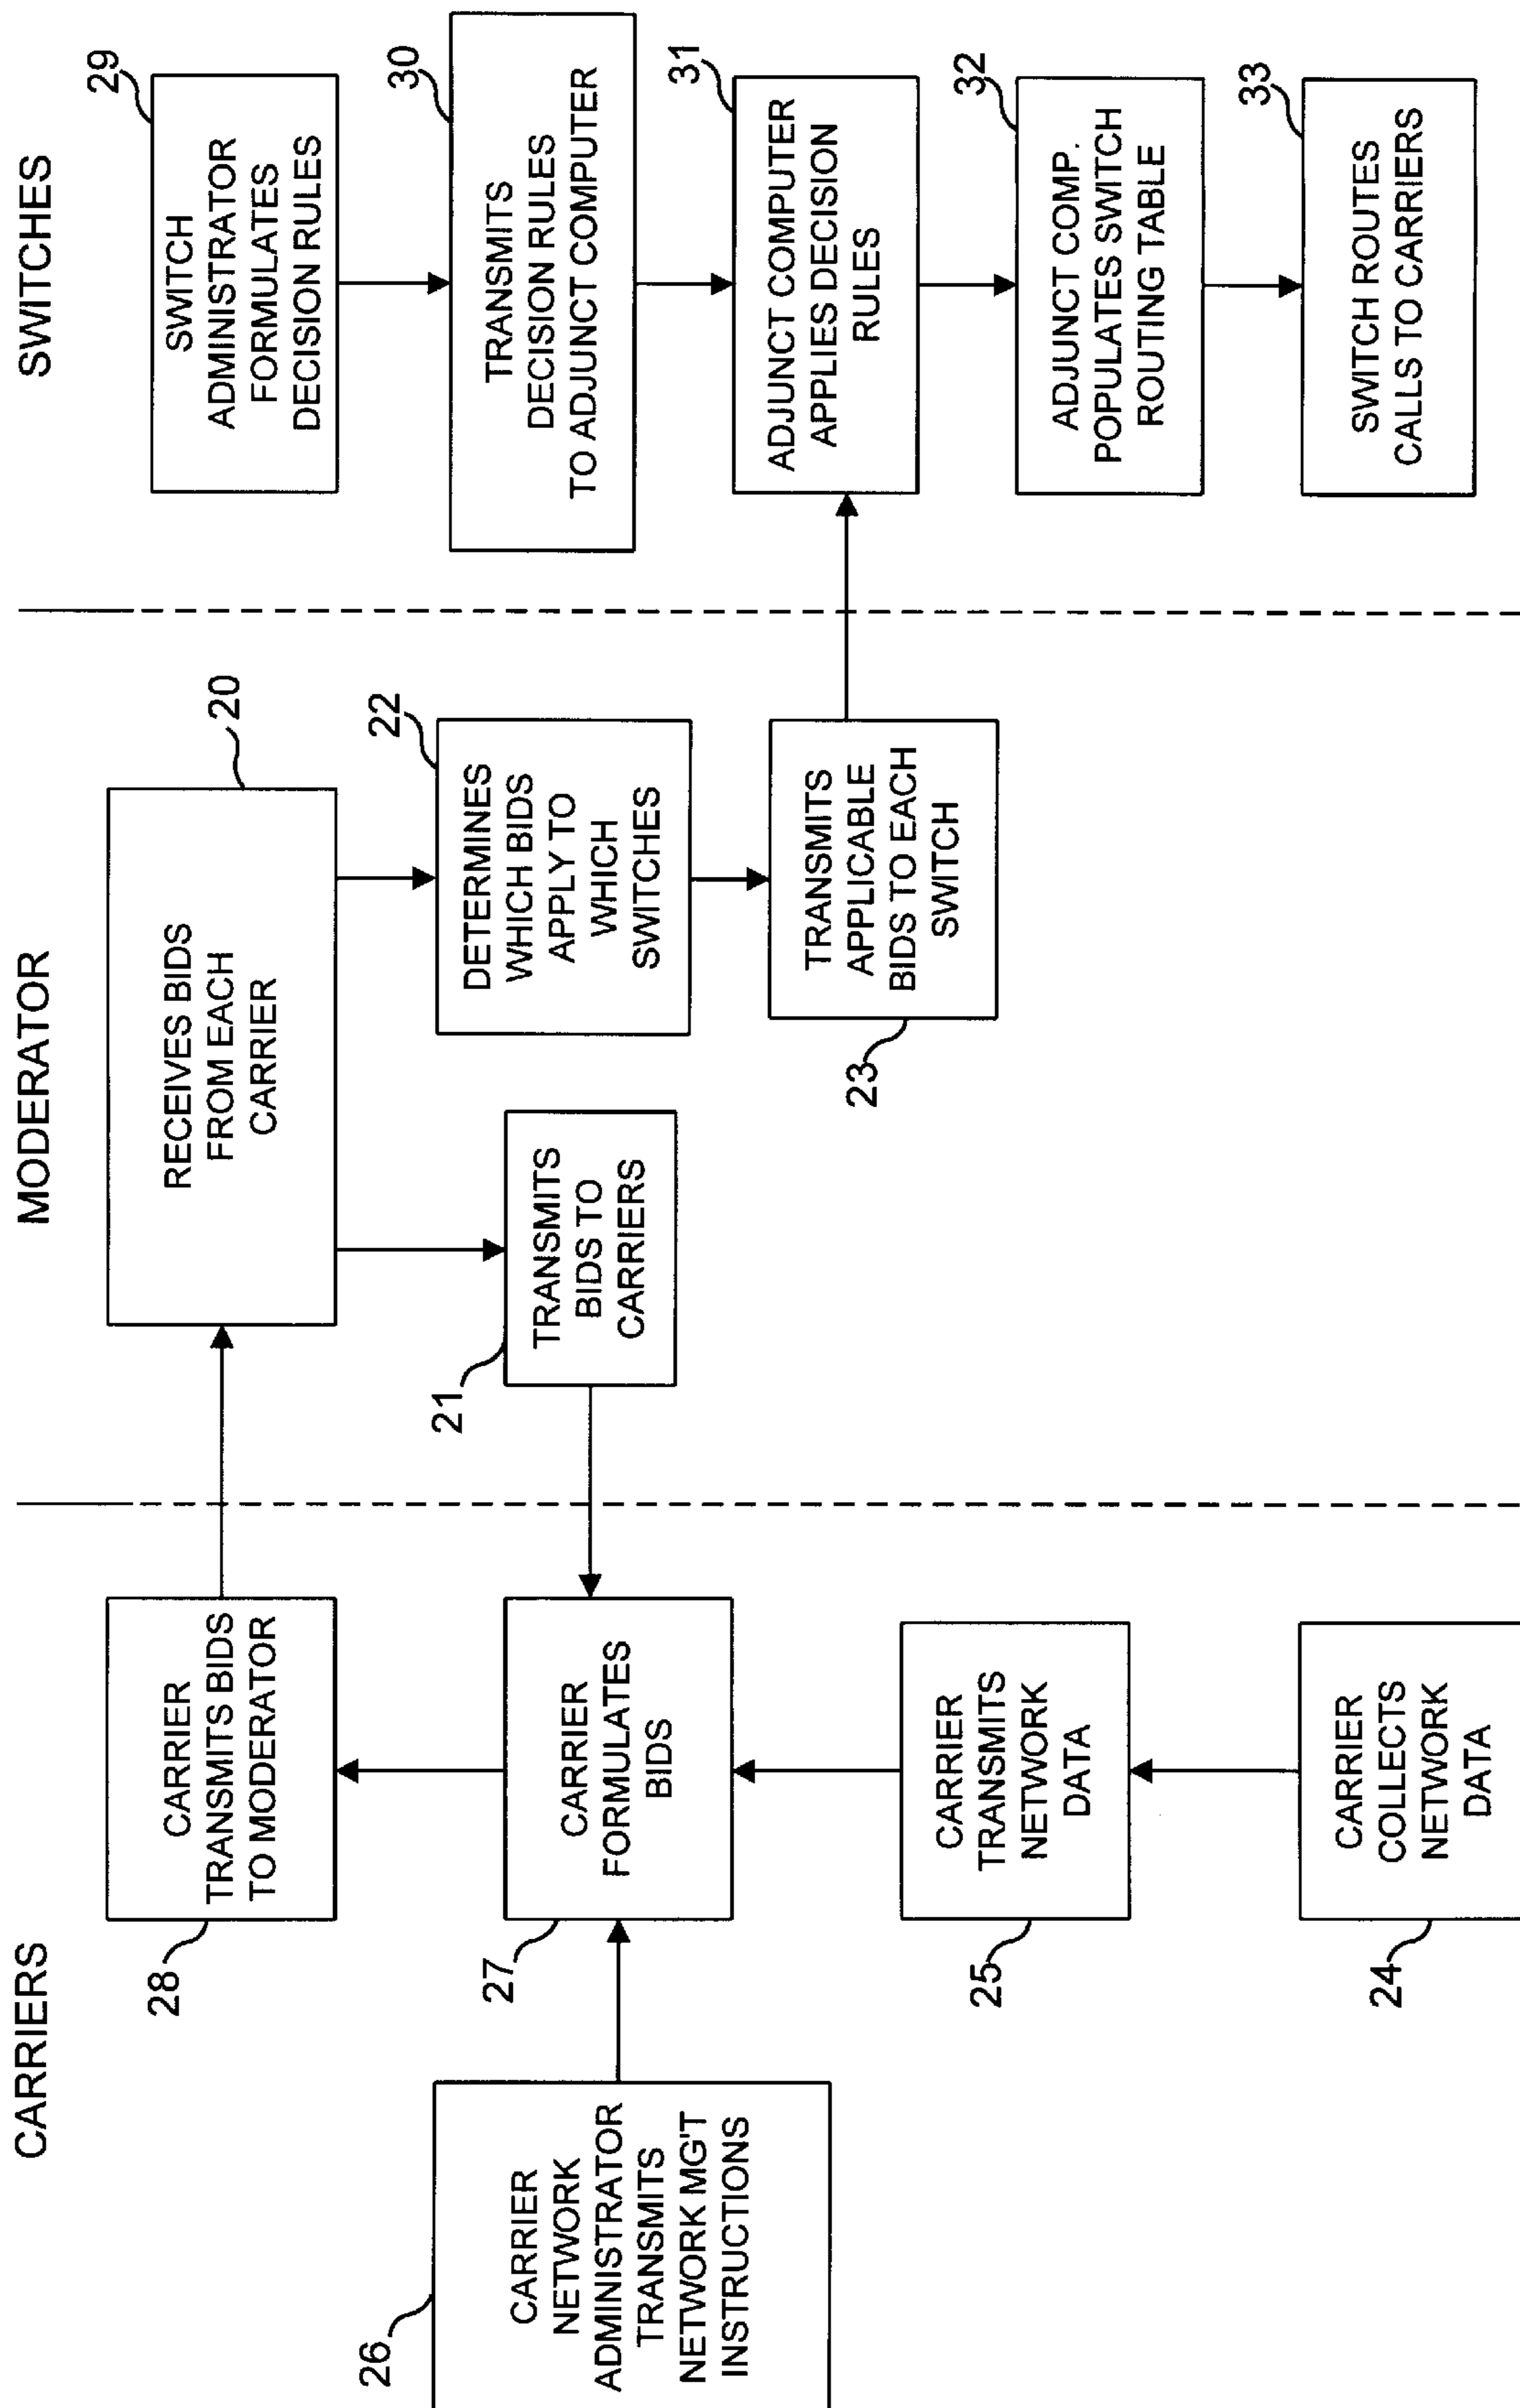 CARRIERS
MODERATOR
SWITCHES
28
CARRIER
TRANSMITS BIDS
TO MODERATOR
26
CARRIER
NETWORK
ADMINISTRATOR
TRANSMITS
NETWORK MG'T
INSTRUCTIONS
27
CARRIER
FORMULATES
BIDS
25
CARRIER
TRANSMITS
NETWORK
DATA
24
CARRIER
COLLECTS
NETWORK
DATA
20
RECEIVES BIDS
FROM EACH
CARRIER
21
TRANSMITS
BIDS TO
CARRIERS
22
DETERMINES
WHICH BIDS
APPLY TO
WHICH
SWITCHES
23
TRANSMITS
APPLICABLE
BIDS TO EACH
SWITCH
29
SWITCH
ADMINISTRATOR
FORMULATES
DECISION RULES
30
TRANSMITS
DECISION RULES
TO ADJUNCT COMPUTER
31
ADJUNCT COMPUTER
APPLIES DECISION
RULES
32
ADJUNCT COMP.
POPULATES SWITCH
ROUTING TABLE
33
SWITCH ROUTES
CALLS TO CARRIERS